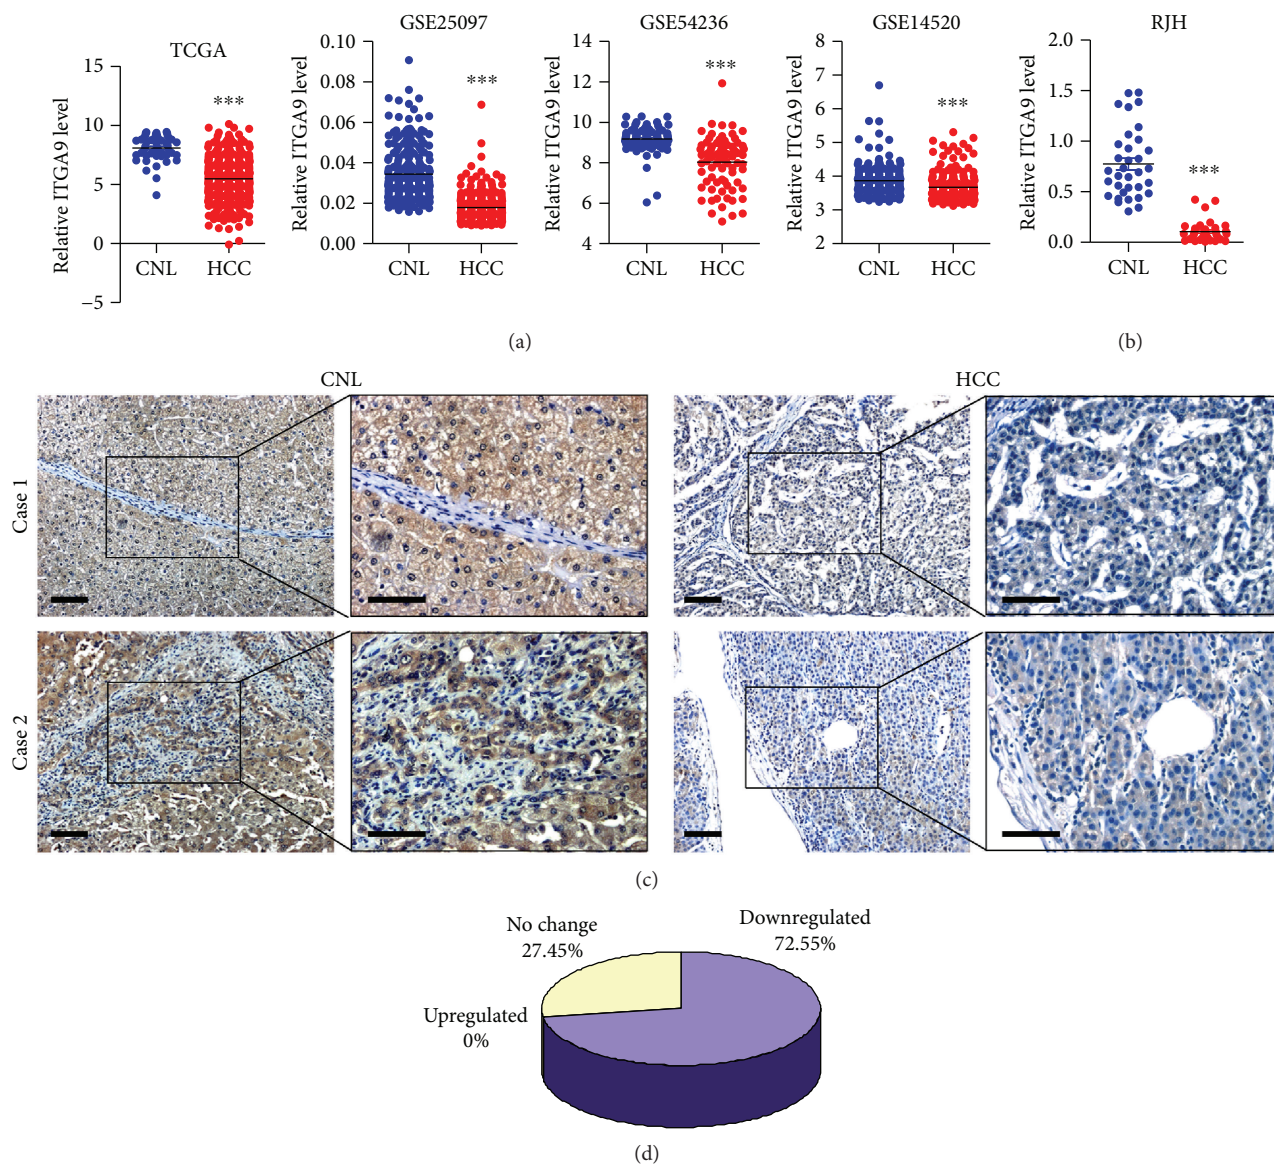 TCGA
Relative ITGA9 level
15
10
5
0
−5
***
CNL
HCC
GSE25097
Relative ITGA9 level
0.10
0.08
0.06
0.04
0.02
0.00
***
CNL
HCC
GSE54236
Relative ITGA9 level
14
12
10
8
6
4
***
CNL
HCC
GSE14520
Relative ITGA9 level
8
7
6
5
4
3
2
***
CNL
HCC
(a)
RJH
Relative ITGA9 level
2.0
1.5
1.0
0.5
0.0
***
CNL
HCC
(b)
CNL
HCC
Case 1
Case 2
(c)
No change
27.45%
Downregulated
72.55%
Upregulated
0%
(d)